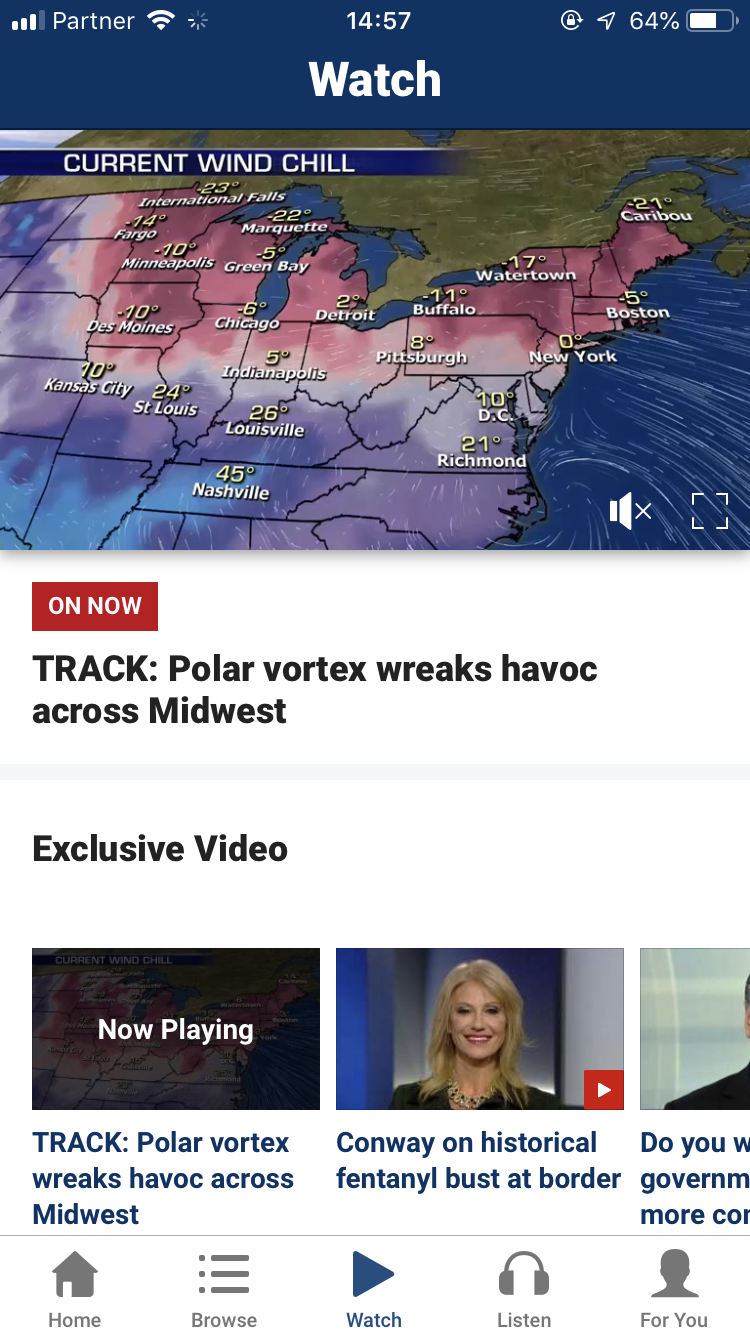 Partner 14:57 64%
Watch
CURRENT WIND CHILL
-23°
International Falls
-14°
Fargo
-22°
Marquette
-21°
Caribou
-10°
Minneapolis
-5°
Green Bay
-17°
Watertown
-10°
Des Moines
-6°
Chicago
2°
Detroit
-11°
Buffalo
-5°
Boston
10°
Kansas City
24°
St Louis
5°
Indianapolis
8°
Pittsburgh
0°
New York
26°
Louisville
10°
D.C.
21°
Richmond
45°
Nashville
ON NOW
TRACK: Polar vortex wreaks havoc
across Midwest
Exclusive Video
CURRENT WIND CHILL
Now Playing
TRACK: Polar vortex
wreaks havoc across
Midwest
Conway on historical
fentanyl bust at border
Do you w
governm
more cor
Home Browse Watch Listen For You